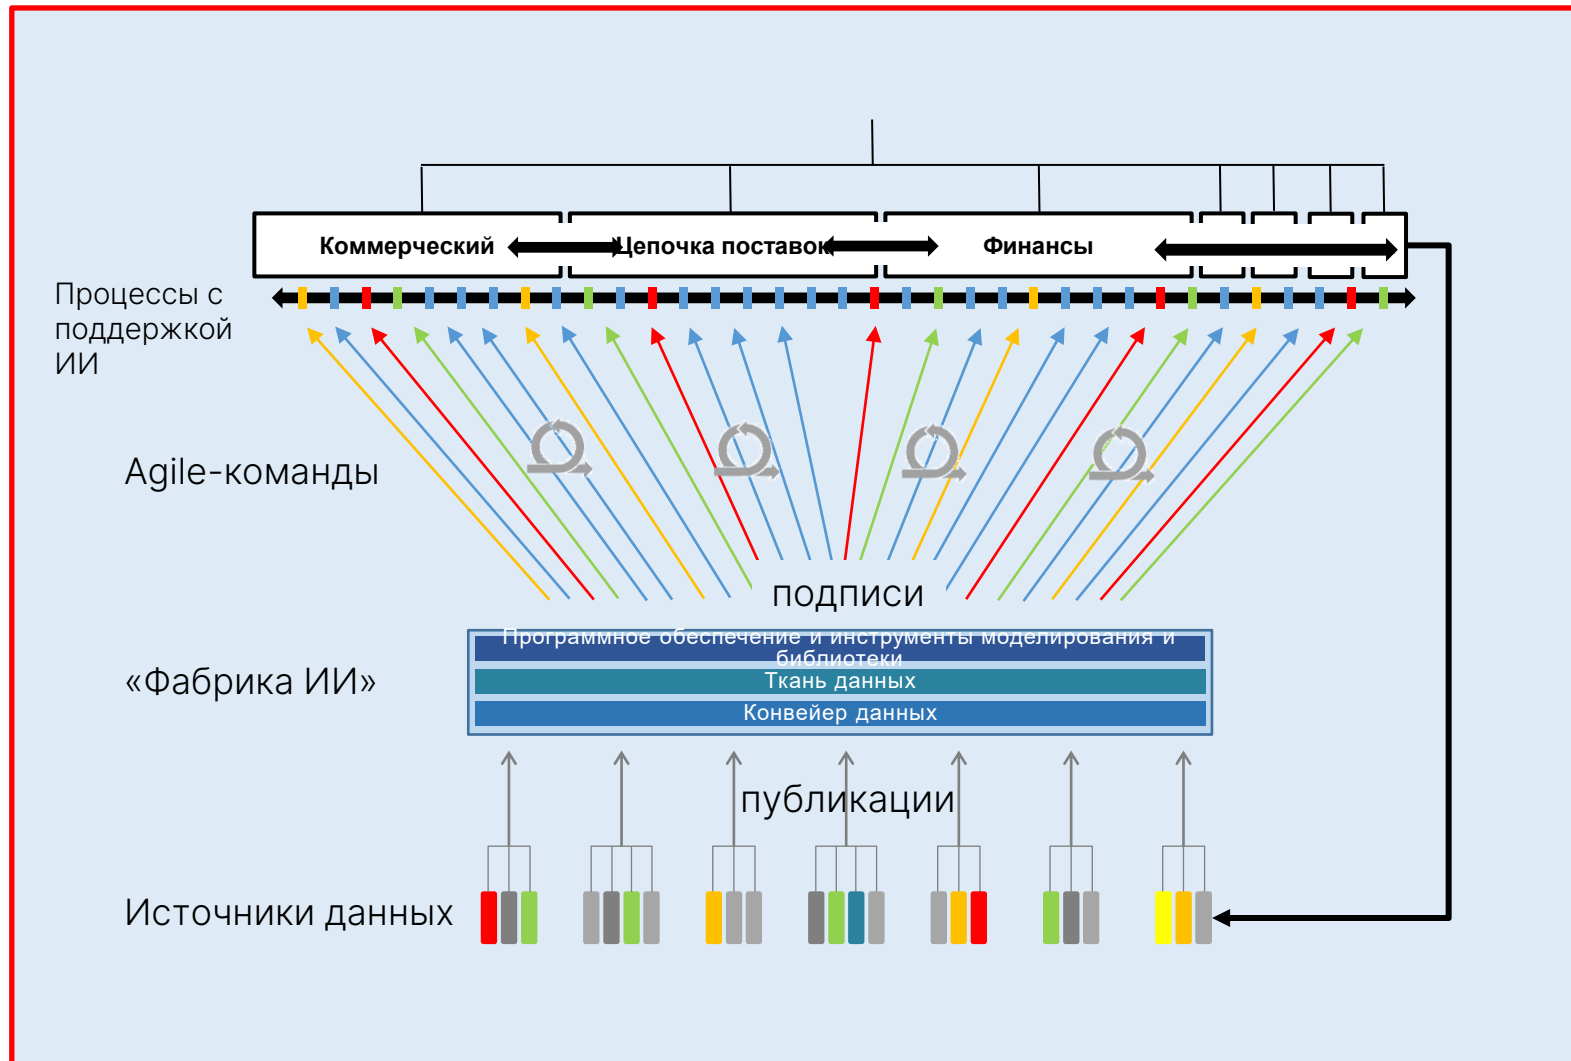 Коммерческий
Цепочка поставок
Финансы
Процессы с
поддержкой
ИИ
Agile-команды
подписи
«Фабрика ИИ»
Программное обеспечение и инструменты моделирования и
библиотеки
Ткань данных
Конвейер данных
публикации
Источники данных